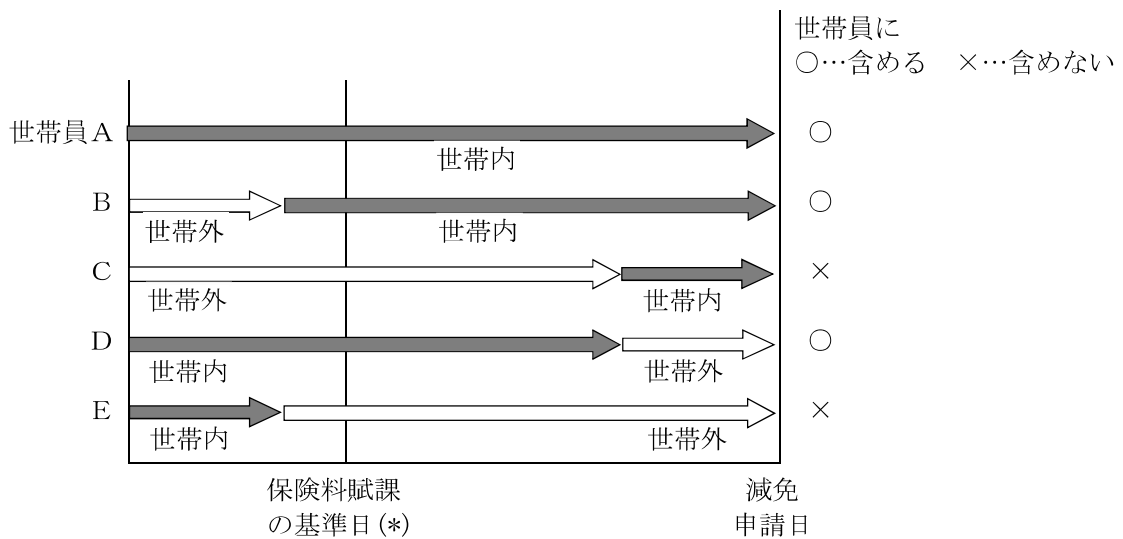 世帯員に
○…含める　×…含めない
世帯員A
○
世帯内
B
○
世帯外
世帯内
C
×
世帯外
世帯内
D
○
世帯内
世帯外
E
×
世帯内
世帯外
保険料賦課
の基準日(*)
減免
申請日